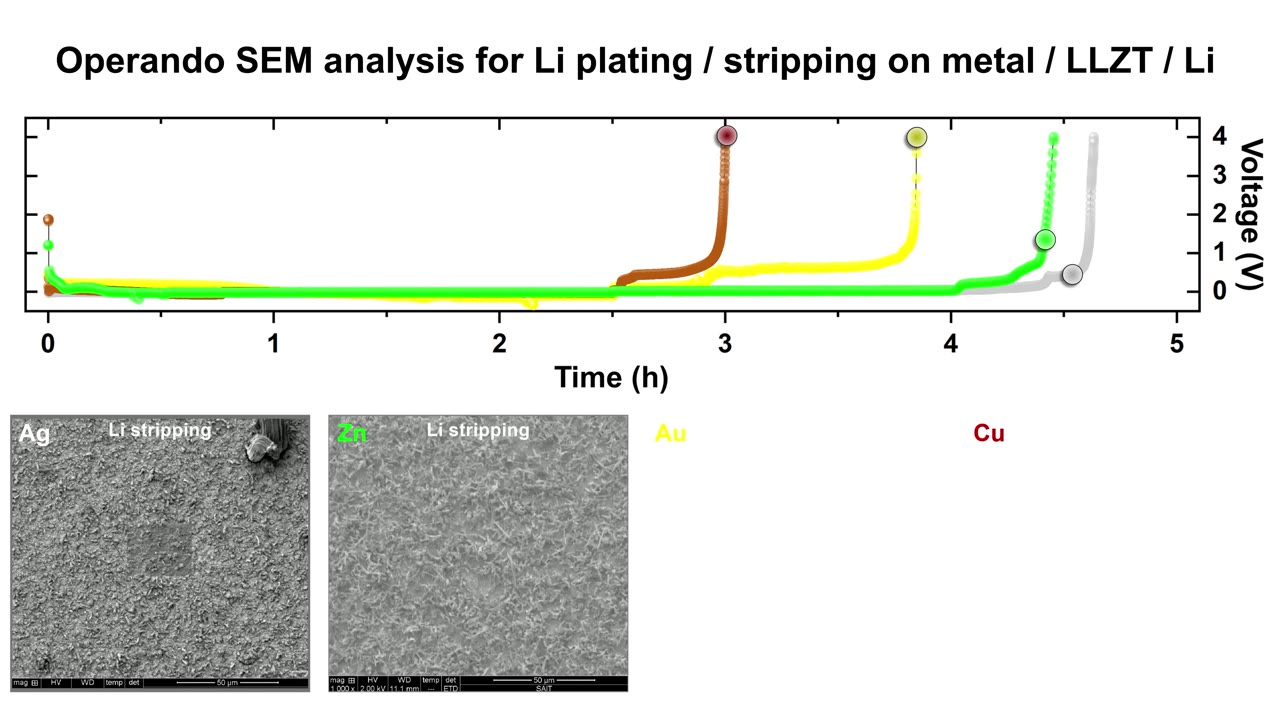 Operando SEM analysis for Li plating / stripping on metal / LLZT / Li
4
3
2
1
0
Voltage (V)
0 1 2 3 4 5
Time (h)
Ag Li stripping
Zn Li stripping
Au
Cu
mag HV WD temp det 50 µm
mag HV WD temp det 50 µm
1 000 x 2.00 kV 11.1 mm --- ETD SAIT